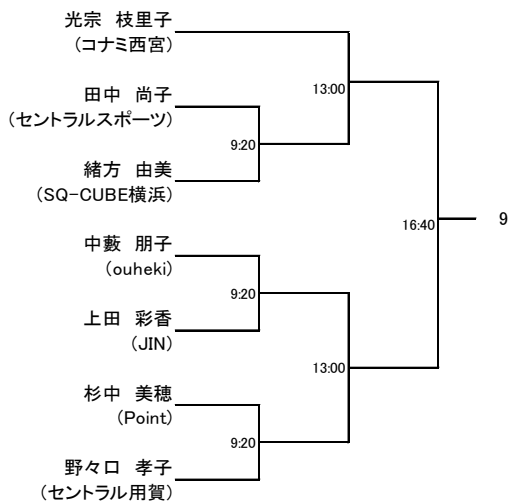 光宗　枝里子
(コナミ西宮)
13:00
田中　尚子
(セントラルスポーツ)
9:20
緒方　由美
(SQ-CUBE横浜)
16:40
9
中藪　朋子
(ouheki)
9:20
上田　彩香
(JIN)
13:00
杉中　美穂
(Point)
9:20
野々口　孝子
(セントラル用賀)